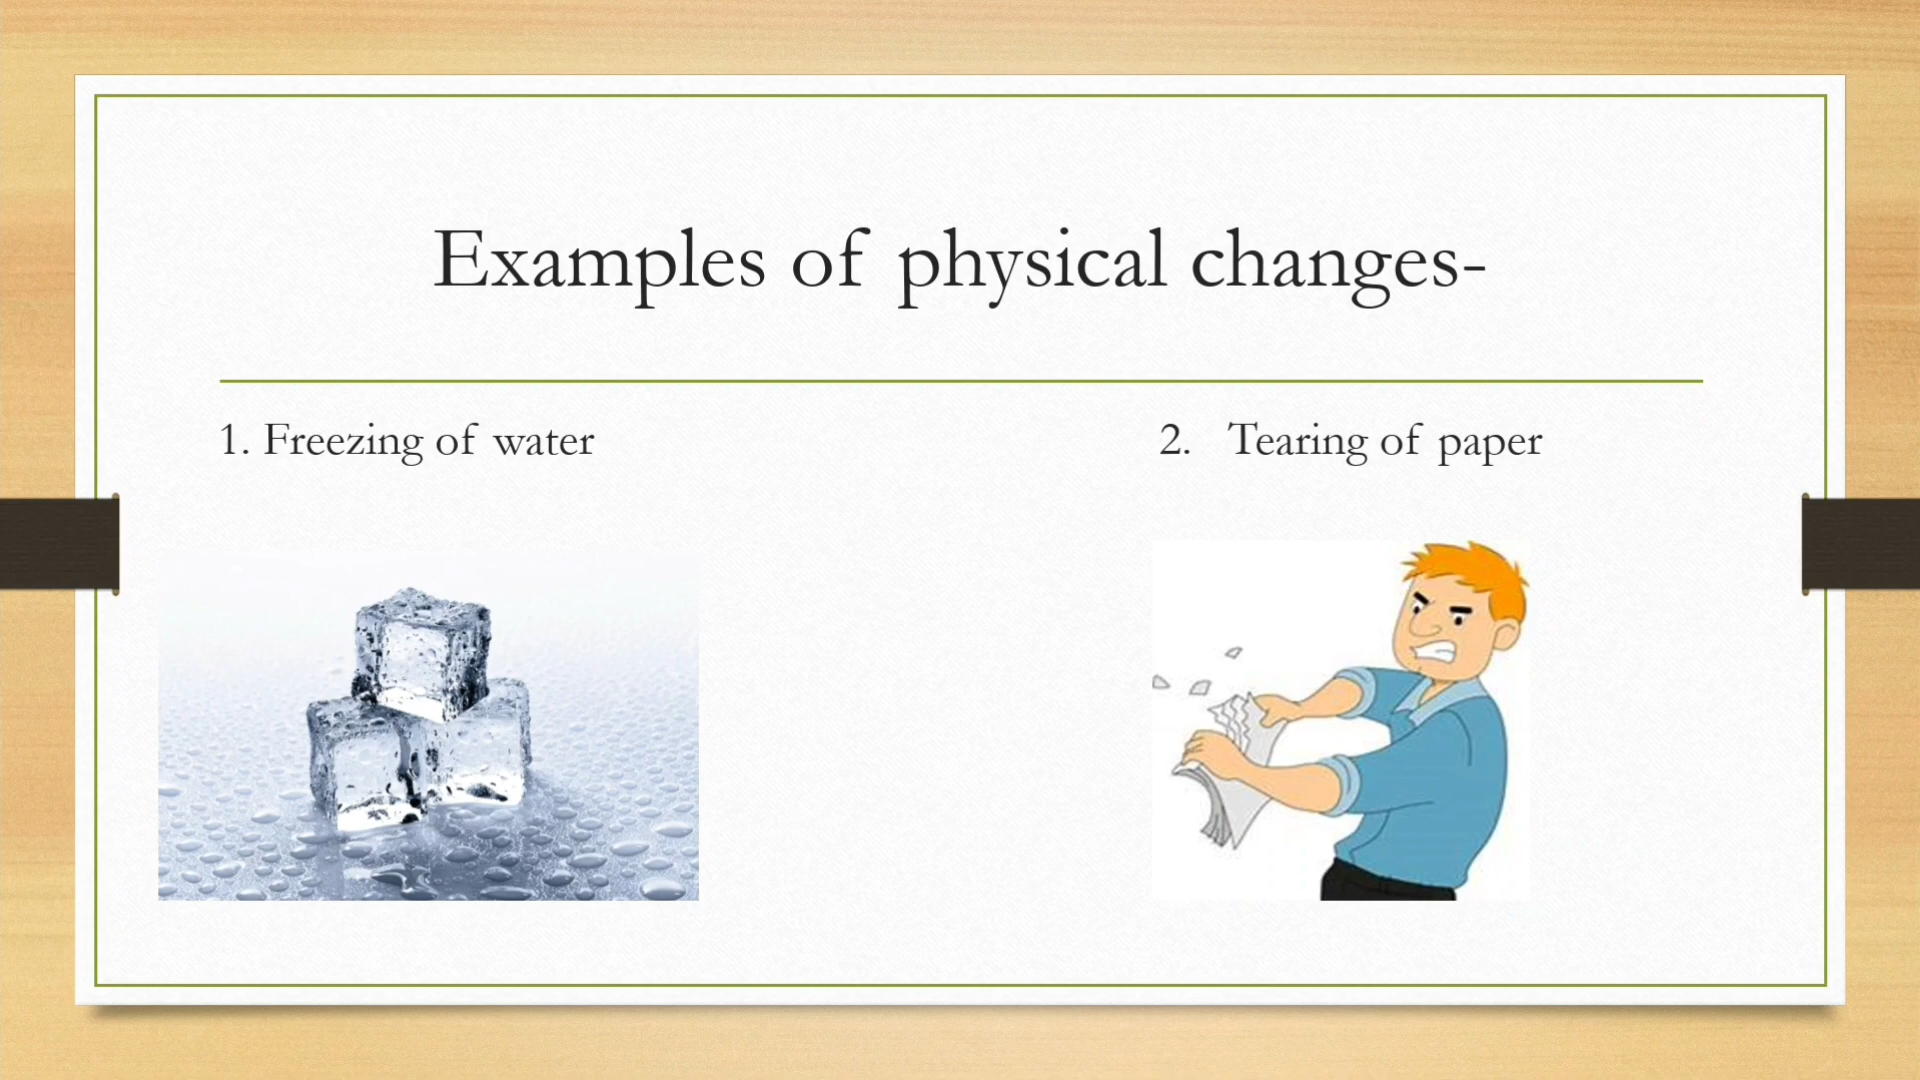 Examples of physical changes-
1. Freezing of water
2. Tearing of paper